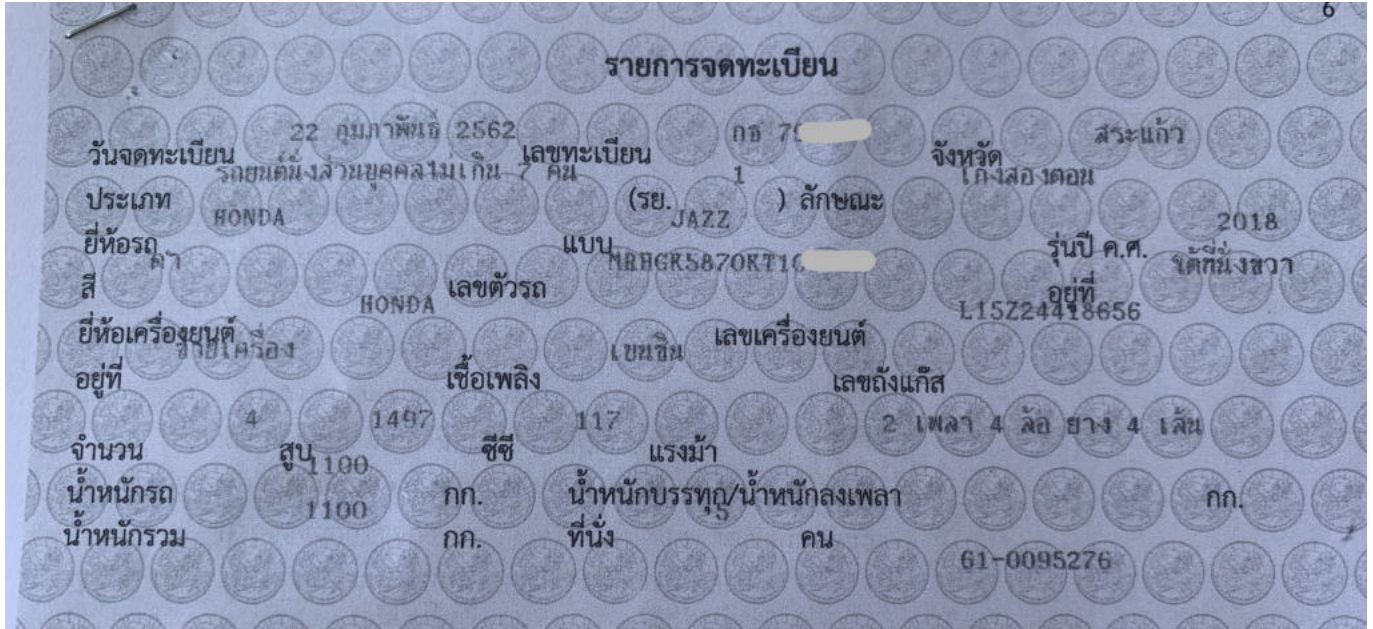 6
รายการจดทะเบียน
วันจดทะเบียน 22 กุมภาพันธ์ 2562 เลขทะเบียน กธ 79 จังหวัด สระแก้ว
ประเภท รถยนต์นั่งส่วนบุคคลไม่เกิน 7 คน (รย. 1 ) ลักษณะ เก๋งสองตอน
ยี่ห้อรถ HONDA แบบ JAZZ รุ่นปี ค.ศ. 2018
สี ดำ เลขตัวรถ MRHGK5870KT10 อยู่ที่ ใต้ที่นั่งขวา
ยี่ห้อเครื่องยนต์ HONDA เลขเครื่องยนต์ L15Z24418656
อยู่ที่ ซ้ายเครื่อง เชื้อเพลิง เบนซิน เลขถังแก๊ส
จำนวน 4 สูบ 1497 ซีซี 117 แรงม้า 2 เพลา 4 ล้อ ยาง 4 เส้น
น้ำหนักรถ 1100 กก. น้ำหนักบรรทุก/น้ำหนักลงเพลา กก.
น้ำหนักรวม 1100 กก. ที่นั่ง 5 คน
61-0095276